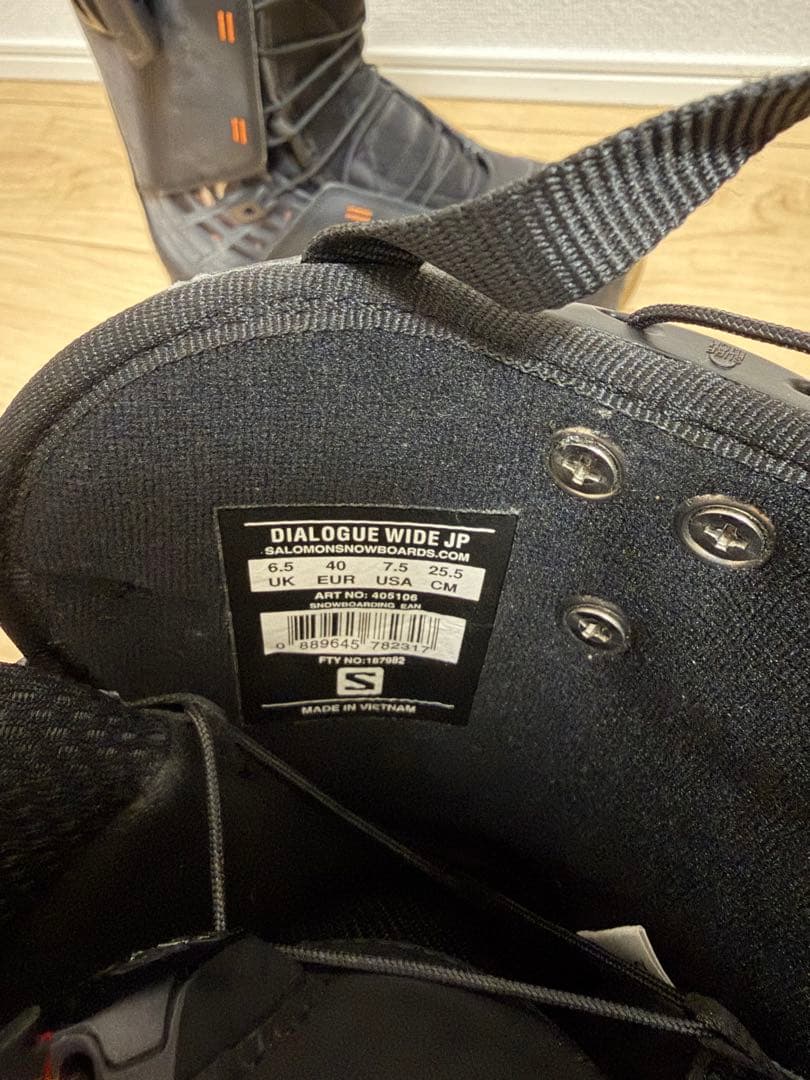 DIALOGUE WIDE JP
SALOMONSNOWBOARDS.COM
6.5 40 7.5 25.5
UK EUR USA CM
ART NO: 405106
SNOWBOARDING EAN
0 889645 782317
FTY NO:187982
S
MADE IN VIETNAM